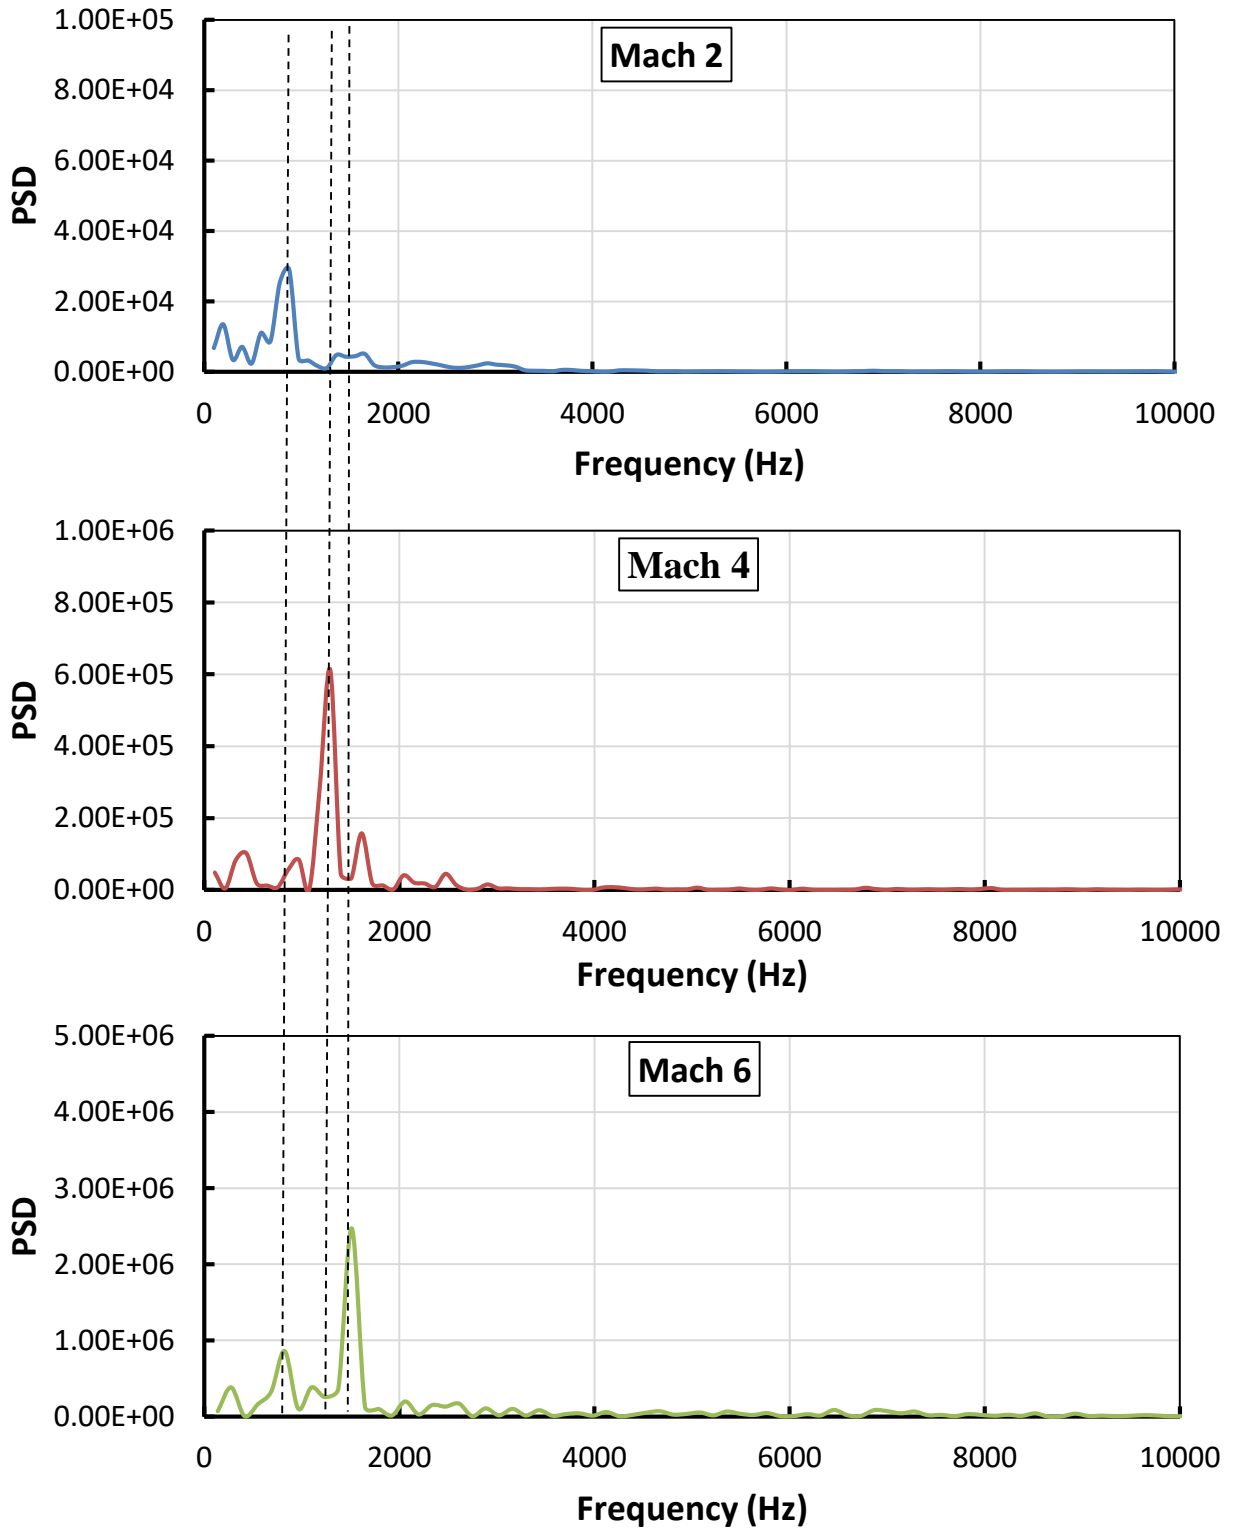 1.00E+05
Mach 2
8.00E+04
6.00E+04
PSD
4.00E+04
2.00E+04
0.00E+00
0 2000 4000 6000 8000 10000
Frequency (Hz)
1.00E+06
Mach 4
8.00E+05
6.00E+05
PSD
4.00E+05
2.00E+05
0.00E+00
0 2000 4000 6000 8000 10000
Frequency (Hz)
5.00E+06
Mach 6
4.00E+06
3.00E+06
PSD
2.00E+06
1.00E+06
0.00E+00
0 2000 4000 6000 8000 10000
Frequency (Hz)